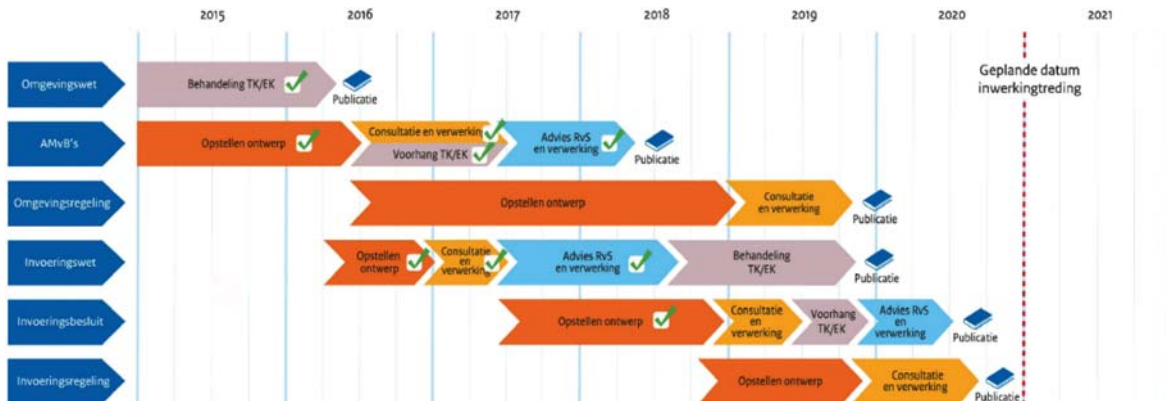 2015 2016 2017 2018 2019 2020 2021
Geplande datum
inwerkingtreding
Omgevingswet
Behandeling TK/EK
Publicatie
AMvB's
Opstellen ontwerp
Consultatie en verwerking
Voorhang TK/EK
Advies RvS
en verwerking
Publicatie
Omgevingsregeling
Opstellen ontwerp
Consultatie
en verwerking
Publicatie
Invoeringswet
Opstellen
ontwerp
Consultatie
en
verwerking
Advies RvS
en verwerking
Behandeling
TK/EK
Publicatie
Invoeringsbesluit
Opstellen ontwerp
Consultatie
en
verwerking
Voorhang
TK/EK
Advies RvS
en
verwerking
Publicatie
Invoeringsregeling
Opstellen ontwerp
Consultatie
en verwerking
Publicatie